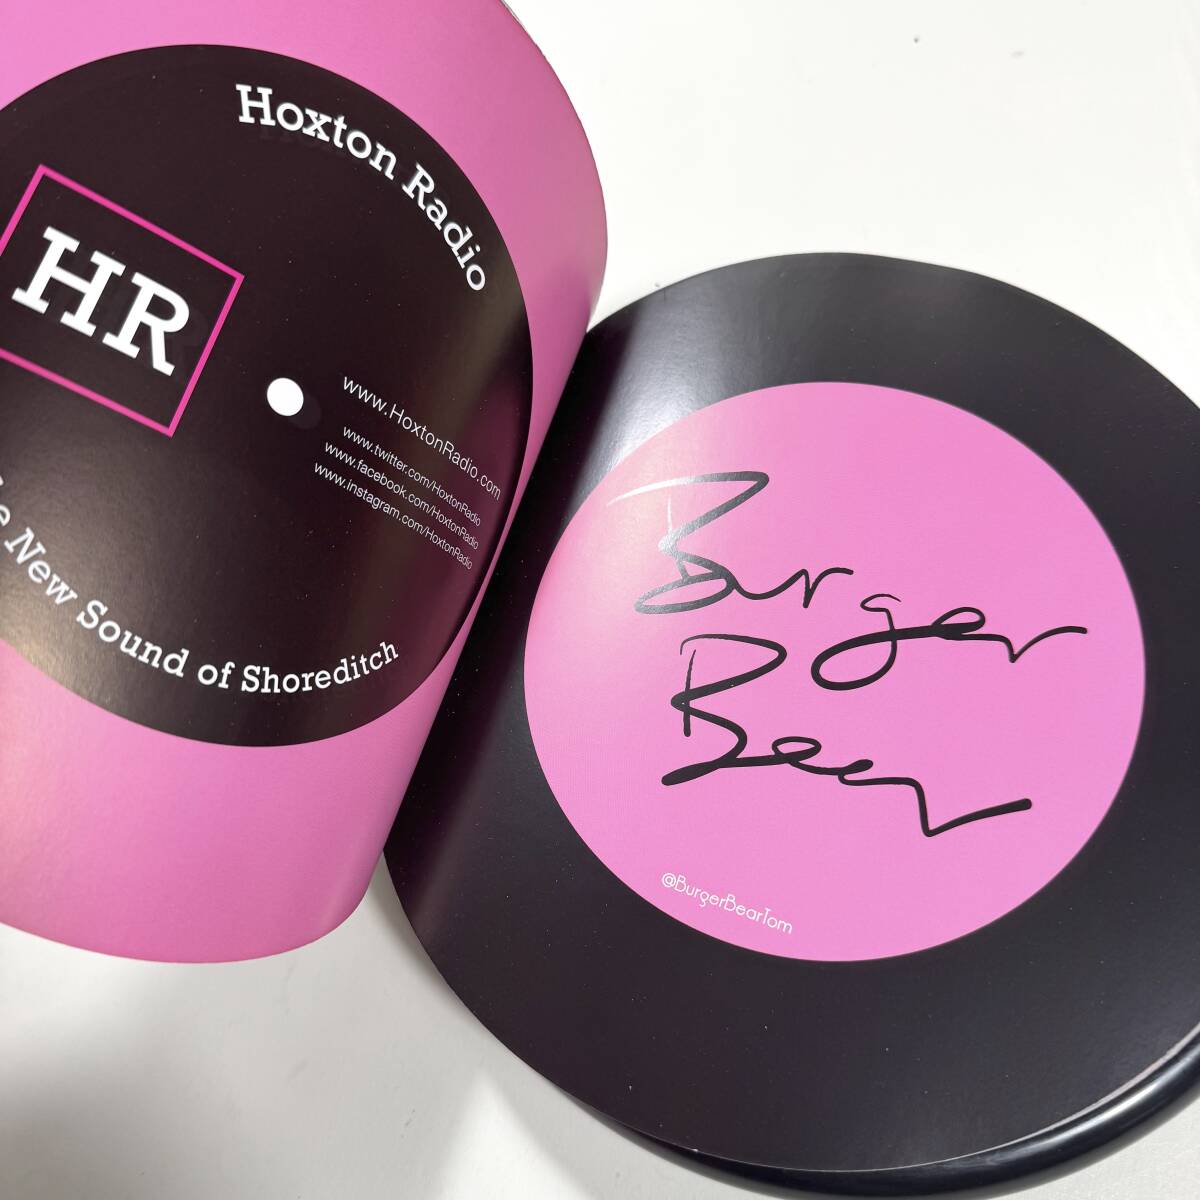 Hoxton Radio
HR
www.HoxtonRadio.com
www.twitter.com/HoxtonRadio
www.facebook.com/HoxtonRadio
www.instagram.com/HoxtonRadio
New Sound of Shoreditch
Burger
Bear
@BurgerBearTom